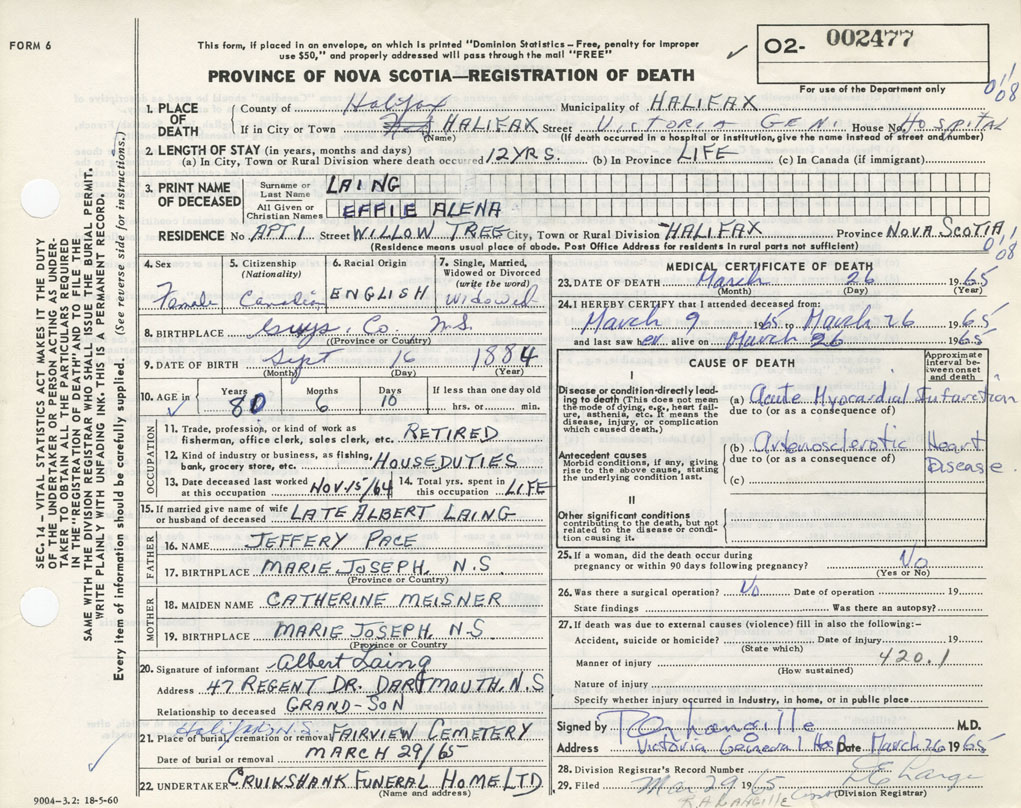 FORM 6
This form, if placed in an envelope, on which is printed "Dominion Statistics – Free, penalty for improper
use $50," and properly addressed will pass through the mail "FREE"
PROVINCE OF NOVA SCOTIA—REGISTRATION OF DEATH
✓ O2- 002477
For use of the Department only
1. PLACE OF DEATH
County of Halifax Municipality of HALIFAX
If in City or Town HALIFAX Street VICTORIA GEN. House No. HOSPITAL
(Name) (If death occurred in a hospital or institution, give the name instead of street and number)
2. LENGTH OF STAY (in years, months and days)
(a) In City, Town or Rural Division where death occurred 12 YRS. (b) In Province LIFE (c) In Canada (if immigrant)
3. PRINT NAME OF DECEASED
Surname or Last Name LAING
All Given or Christian Names EFFIE ALENA
RESIDENCE No. APT 1 Street WILLOW TREE City, Town or Rural Division HALIFAX Province NOVA SCOTIA
(Residence means usual place of abode. Post Office Address for residents in rural parts not sufficient)
4. Sex Female
5. Citizenship (Nationality) Canadian
6. Racial Origin ENGLISH
7. Single, Married, Widowed or Divorced (write the word) Widowed
8. BIRTHPLACE Guys. Co. N.S.
(Province or Country)
9. DATE OF BIRTH Sept 16 1884
(Month) (Day) (Year)
10. AGE in Years 80 Months 6 Days 10 If less than one day old hrs. or min.
OCCUPATION
11. Trade, profession, or kind of work as
fisherman, office clerk, sales clerk, etc. RETIRED
12. Kind of industry or business, as fishing,
bank, grocery store, etc. HOUSEDUTIES
13. Date deceased last worked at this occupation NOV-15/64 14. Total yrs. spent in this occupation LIFE
15. If married give name of wife or husband of deceased LATE ALBERT LAING
FATHER
16. NAME JEFFERY PACE
17. BIRTHPLACE MARIE JOSEPH, N.S.
(Province or Country)
MOTHER
18. MAIDEN NAME CATHERINE MEISNER
19. BIRTHPLACE MARIE JOSEPH, N.S.
(Province or Country)
20. Signature of informant Albert Laing
Address 47 REGENT DR. DARTMOUTH, N.S
Relationship to deceased GRAND-SON
Halifax N.S.
21. Place of burial, cremation or removal FAIRVIEW CEMETERY
Date of burial or removal MARCH 29/65
22. UNDERTAKER CRUIKSHANK FUNERAL HOME LTD
(Name and address)
9004-3.2: 18-5-60
MEDICAL CERTIFICATE OF DEATH
23. DATE OF DEATH March 26 1965
(Month) (Day) (Year)
24. I HEREBY CERTIFY that I attended deceased from:
March 9 1965 to March 26 1965
and last saw her alive on March 26 1965
CAUSE OF DEATH
Approximate interval between onset and death
I
Disease or condition directly leading to death (This does not mean the mode of dying, e.g., heart failure, asthenia, etc. It means the disease, injury, or complication which caused death.)
(a) Acute Myocardial Infarction
due to (or as a consequence of)
Antecedent causes
Morbid conditions, if any, giving rise to the above cause, stating the underlying condition last.
(b) Arteriosclerotic Heart Disease
due to (or as a consequence of)
(c)
II
Other significant conditions
contributing to the death, but not related to the disease or condition causing it.
25. If a woman, did the death occur during
pregnancy or within 90 days following pregnancy? No
(Yes or No)
26. Was there a surgical operation? No Date of operation 19
State findings Was there an autopsy?
27. If death was due to external causes (violence) fill in also the following:–
Accident, suicide or homicide? Date of injury 19
(State which)
Manner of injury 420.1
(How sustained)
Nature of injury
Specify whether injury occurred in industry, in home, or in public place
Signed by M.D.
Address Victoria General Hosp Date March 26 1965
28. Division Registrar's Record Number
29. Filed Mar 29 1965
(Division Registrar)
SEC. 14 – VITAL STATISTICS ACT MAKES IT THE DUTY
OF THE UNDERTAKER OR PERSON ACTING AS UNDER-
TAKER TO OBTAIN ALL THE PARTICULARS REQUIRED
IN THE "REGISTRATION OF DEATH" AND TO FILE THE
SAME WITH THE DIVISION REGISTRAR WHO SHALL ISSUE THE BURIAL PERMIT.
WRITE PLAINLY WITH UNFADING INK. THIS IS A PERMANENT RECORD.
Every item of information should be carefully supplied. (See reverse side for instructions.)